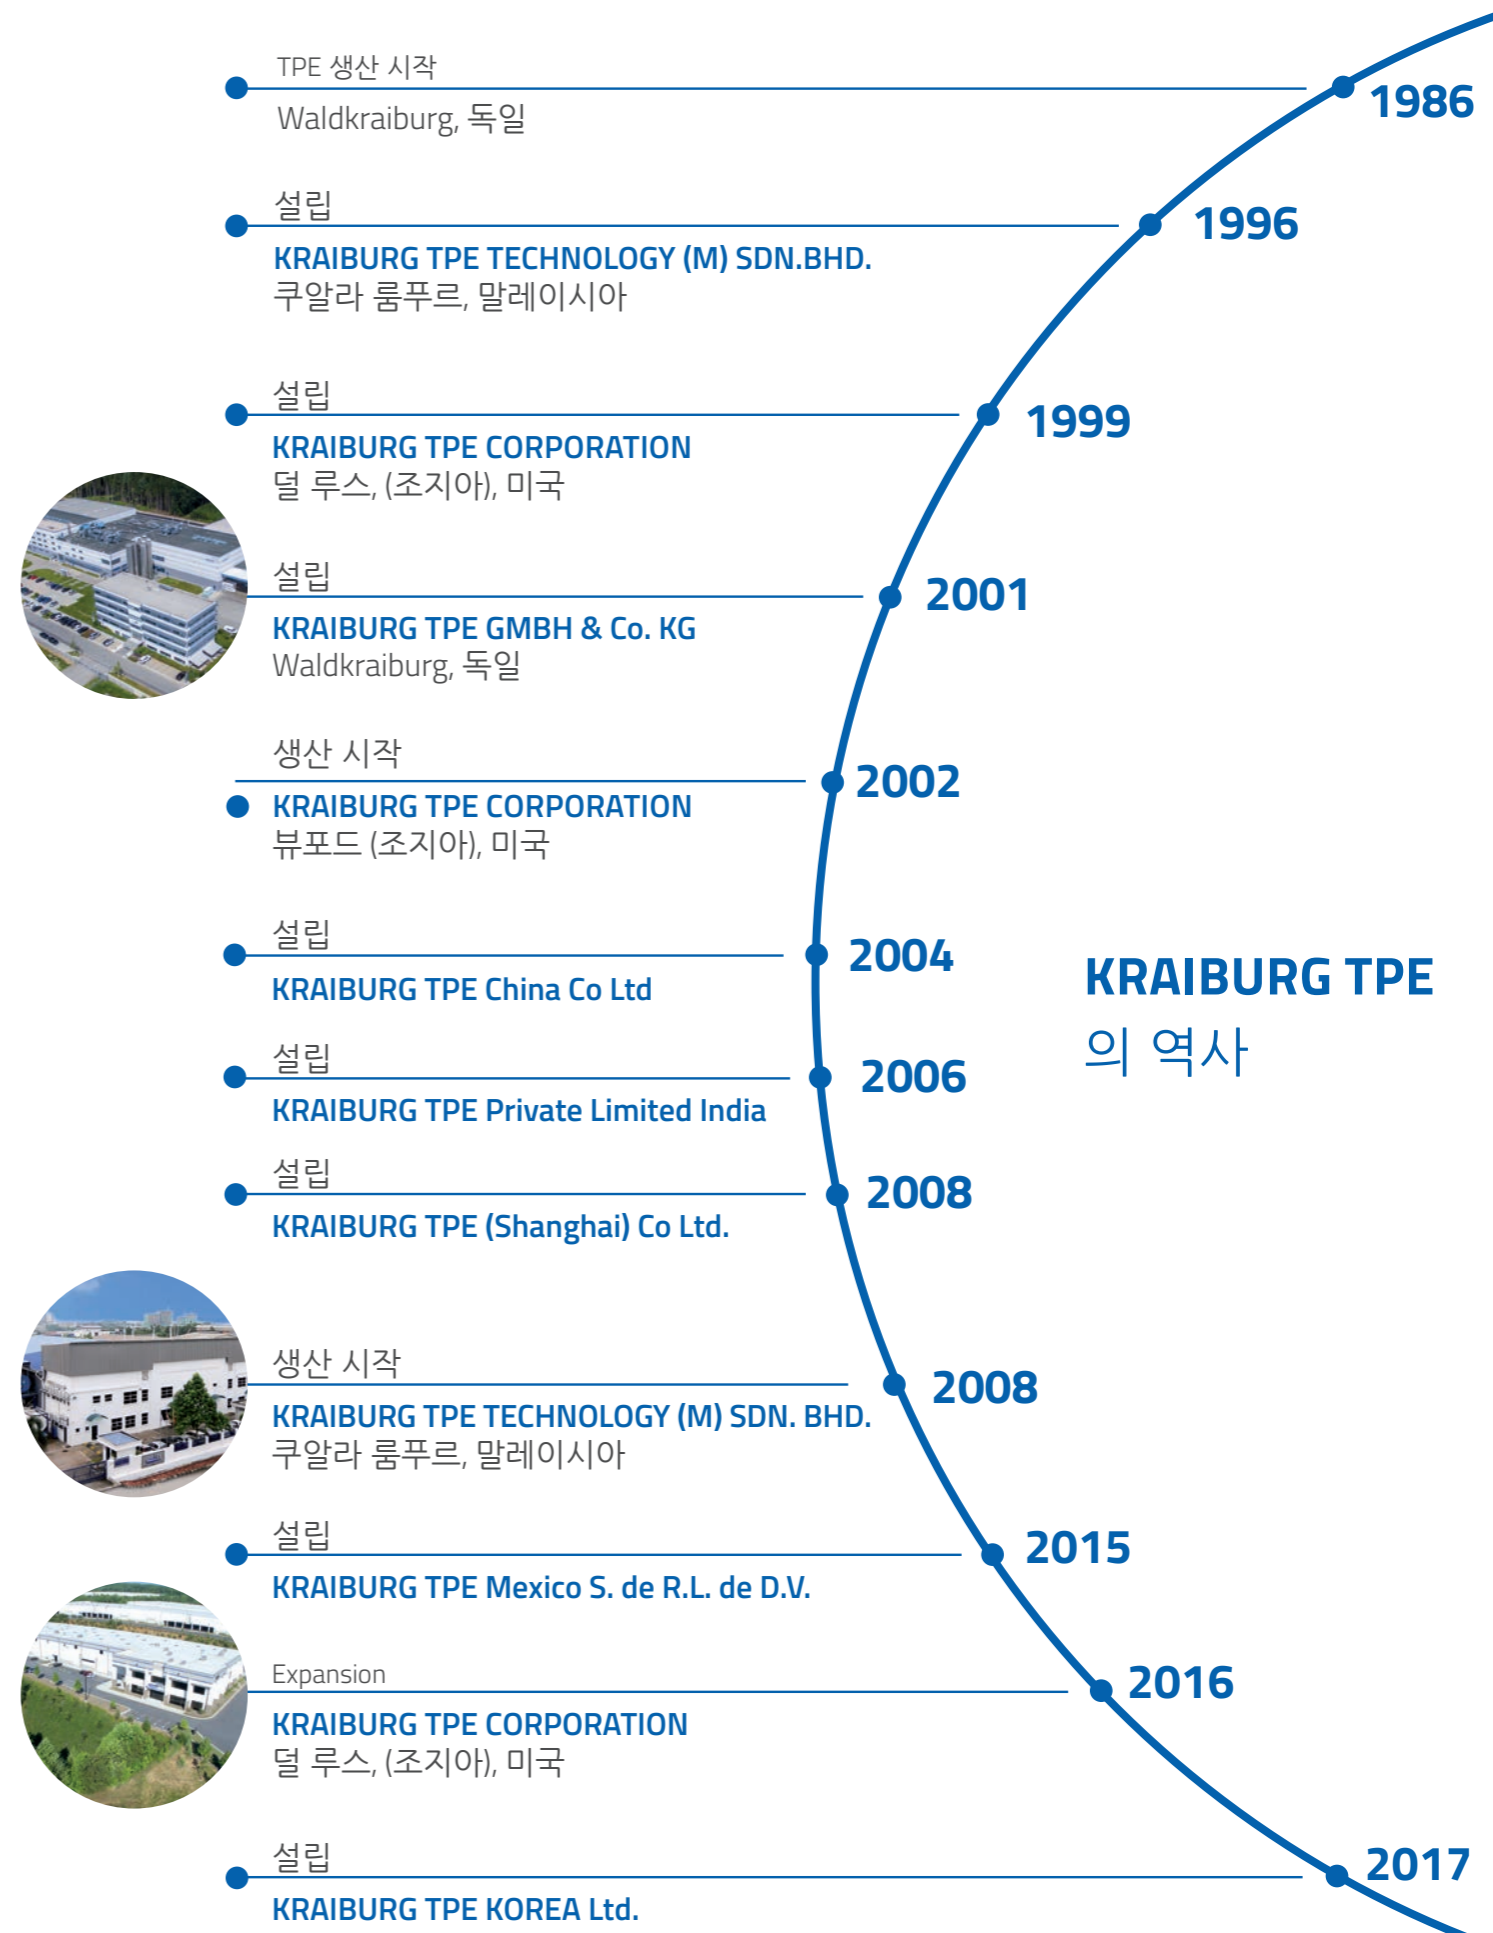 TPE 생산 시작
1986
Waldkraiburg, 독일
설립
1996
KRAIBURG TPE TECHNOLOGY (M) SDN.BHD.
쿠알라 룸푸르, 말레이시아
설립
1999
KRAIBURG TPE CORPORATION
덜 루스, (조지아), 미국
설립
2001
KRAIBURG TPE GMBH & Co. KG
Waldkraiburg, 독일
생산 시작
2002
KRAIBURG TPE CORPORATION
뷰포드 (조지아), 미국
설립
2004
KRAIBURG TPE China Co Ltd
KRAIBURG TPE
의 역사
설립
2006
KRAIBURG TPE Private Limited India
설립
2008
KRAIBURG TPE (Shanghai) Co Ltd.
생산 시작
2008
KRAIBURG TPE TECHNOLOGY (M) SDN. BHD.
쿠알라 룸푸르, 말레이시아
설립
2015
KRAIBURG TPE Mexico S. de R.L. de D.V.
Expansion
2016
KRAIBURG TPE CORPORATION
덜 루스, (조지아), 미국
설립
2017
KRAIBURG TPE KOREA Ltd.